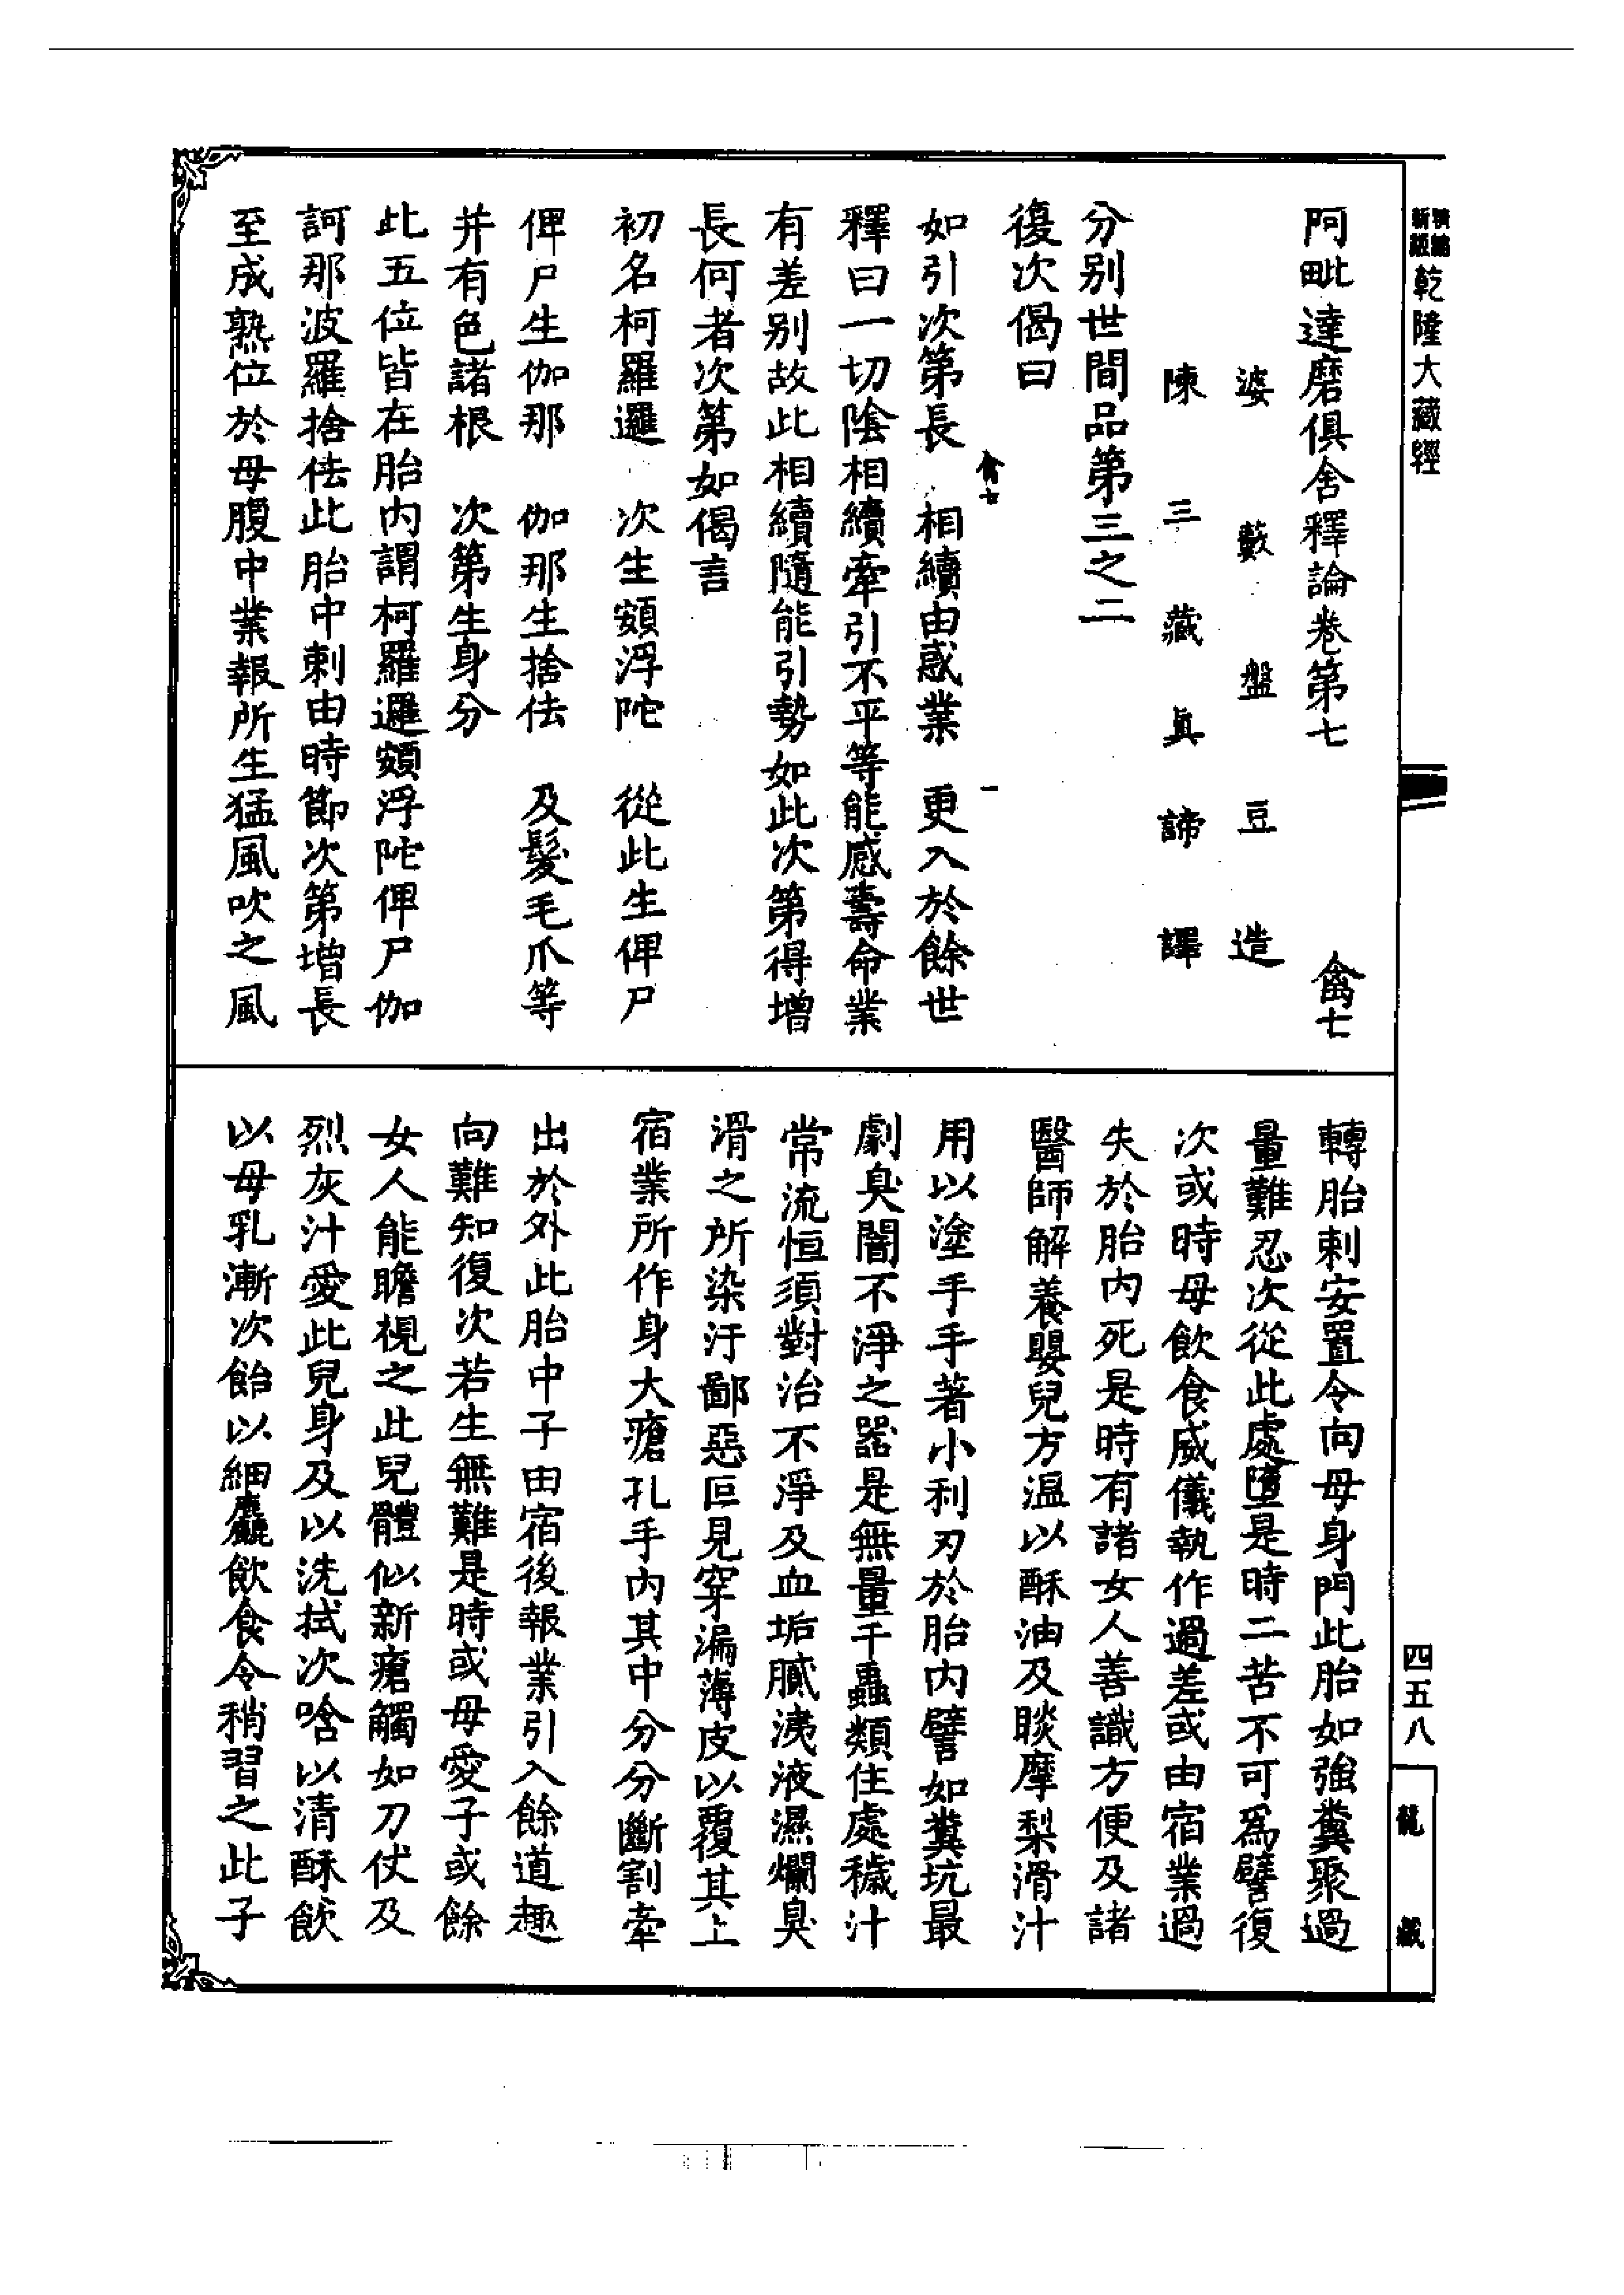 乾隆大藏經
阿毗達磨俱舍釋論卷第七　禽七
婆藪盤豆造
陳三藏眞諦譯
分别世間品第三之二
復次偈曰
如引次第長　相續由惑業　更入於餘世
釋曰一切陰相續牽引不平等能感壽命業
有差别故此相續隨能引勢如此次第得增
長何者次第如偈言
初名柯羅邏　次生頞浮陀　從此生俾尸
俾尸生伽那　伽那生捨佉　及髮毛爪等
并有色諸根　次第生身分
此五位皆在胎内謂柯羅邏頞浮陀俾尸伽
訶那波羅捨佉此胎中刺由時節次第增長
至成熟位於母腹中業報所生猛風吹之風
轉胎刺安置令向母身門此胎如強糞聚過
量難忍次從此處墮是時二苦不可爲譬復
次或時母飲食威儀執作過差或由宿業過
失於胎内死是時有諸女人善識方便及諸
醫師解養嬰兒方溫以酥油及睒摩梨滑汁
用以塗手手著小利刃於胎内譬如糞坑最
劇臭闇不淨之器是無量千蟲類住處穢汁
常流恒須對治不淨及血垢膩洟液濕爛臭
滑之所染汙鄙惡叵見穿漏薄皮以覆其上
宿業所作身大瘡孔手内其中分分斷割牽
出於外此胎中子由宿後報業引入餘道趣
向難知復次若生無難是時或母愛子或餘
女人能瞻視之此兒體似新瘡觸如刀仗及
烈灰汁愛此兒身及以洗拭次唅以清酥飲
以母乳漸次飴以細麤飲食令稍習之此子
禽七
一
四五八
龍藏